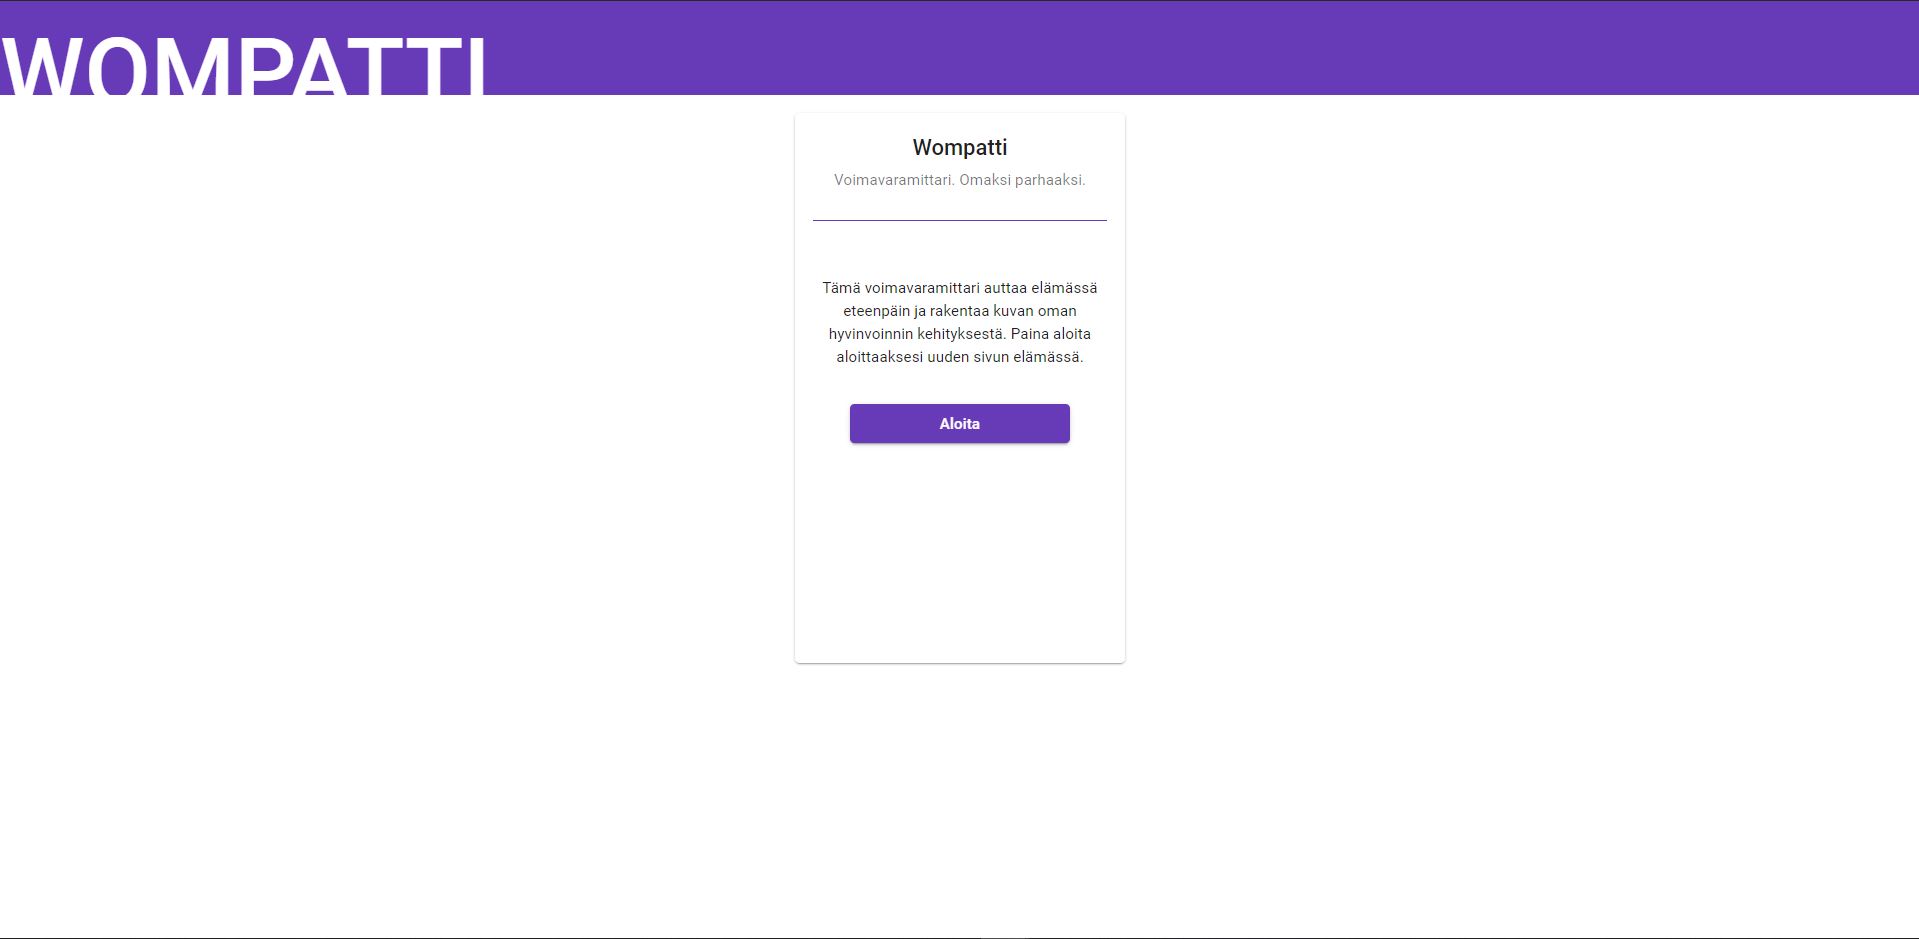 WOMPATTI
Wompatti
Voimavaramittari. Omaksi parhaaksi.
Tämä voimavaramittari auttaa elämässä
eteenpäin ja rakentaa kuvan oman
hyvinvoinnin kehityksestä. Paina aloita
aloittaaksesi uuden sivun elämässä.
Aloita